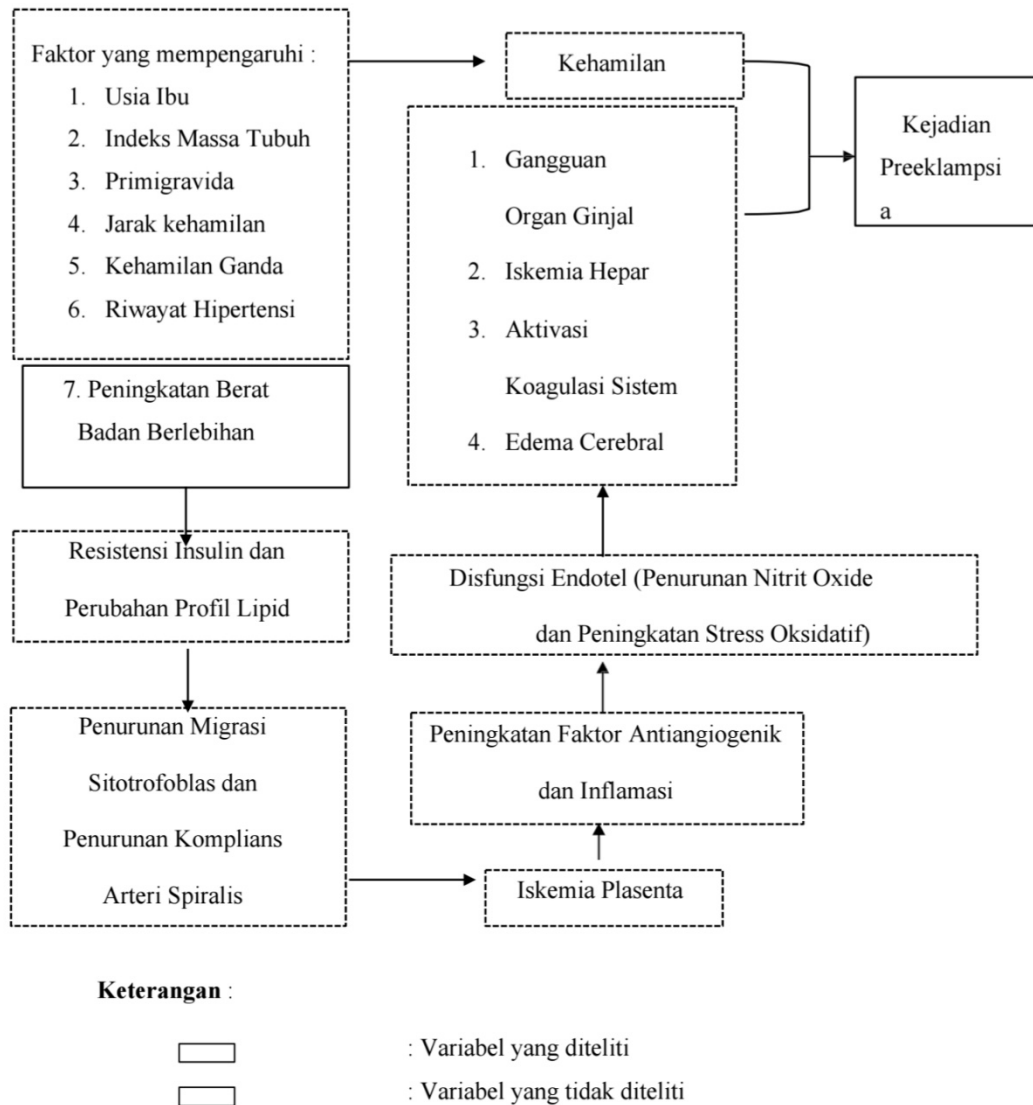 Faktor yang mempengaruhi :
1. Usia Ibu
2. Indeks Massa Tubuh
3. Primigravida
4. Jarak kehamilan
5. Kehamilan Ganda
6. Riwayat Hipertensi
7. Peningkatan Berat
Badan Berlebihan
Resistensi Insulin dan
Perubahan Profil Lipid
Penurunan Migrasi
Sitotrofoblas dan
Penurunan Komplians
Arteri Spiralis
Iskemia Plasenta
Peningkatan Faktor Antiangiogenik
dan Inflamasi
Disfungsi Endotel (Penurunan Nitrit Oxide
dan Peningkatan Stress Oksidatif)
1. Gangguan
Organ Ginjal
2. Iskemia Hepar
3. Aktivasi
Koagulasi Sistem
4. Edema Cerebral
Kehamilan
Kejadian
Preeklampsi
a
Keterangan :
: Variabel yang diteliti
: Variabel yang tidak diteliti